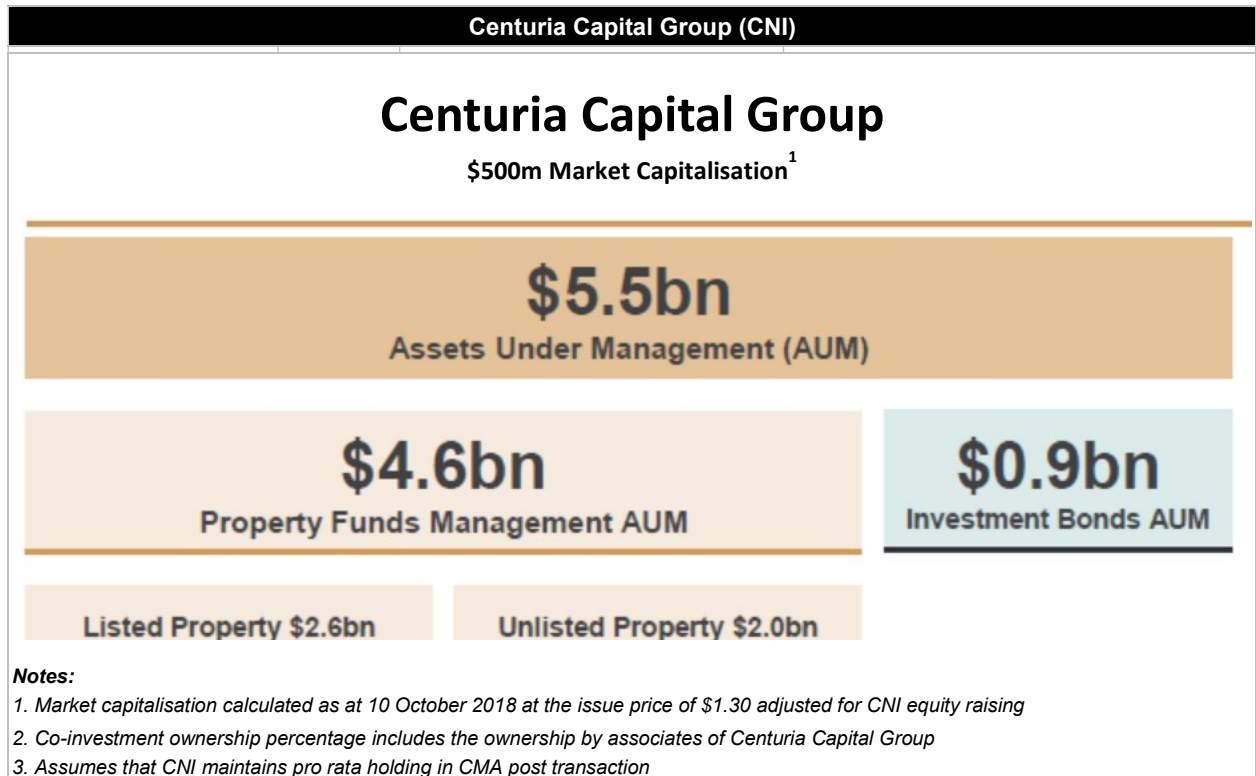 Centuria Capital Group (CNI)
Centuria Capital Group
$500m Market Capitalisation1
$5.5bn
Assets Under Management (AUM)
$4.6bn
Property Funds Management AUM
$0.9bn
Investment Bonds AUM
Listed Property $2.6bn
Unlisted Property $2.0bn
Notes:
1. Market capitalisation calculated as at 10 October 2018 at the issue price of $1.30 adjusted for CNI equity raising
2. Co-investment ownership percentage includes the ownership by associates of Centuria Capital Group
3. Assumes that CNI maintains pro rata holding in CMA post transaction